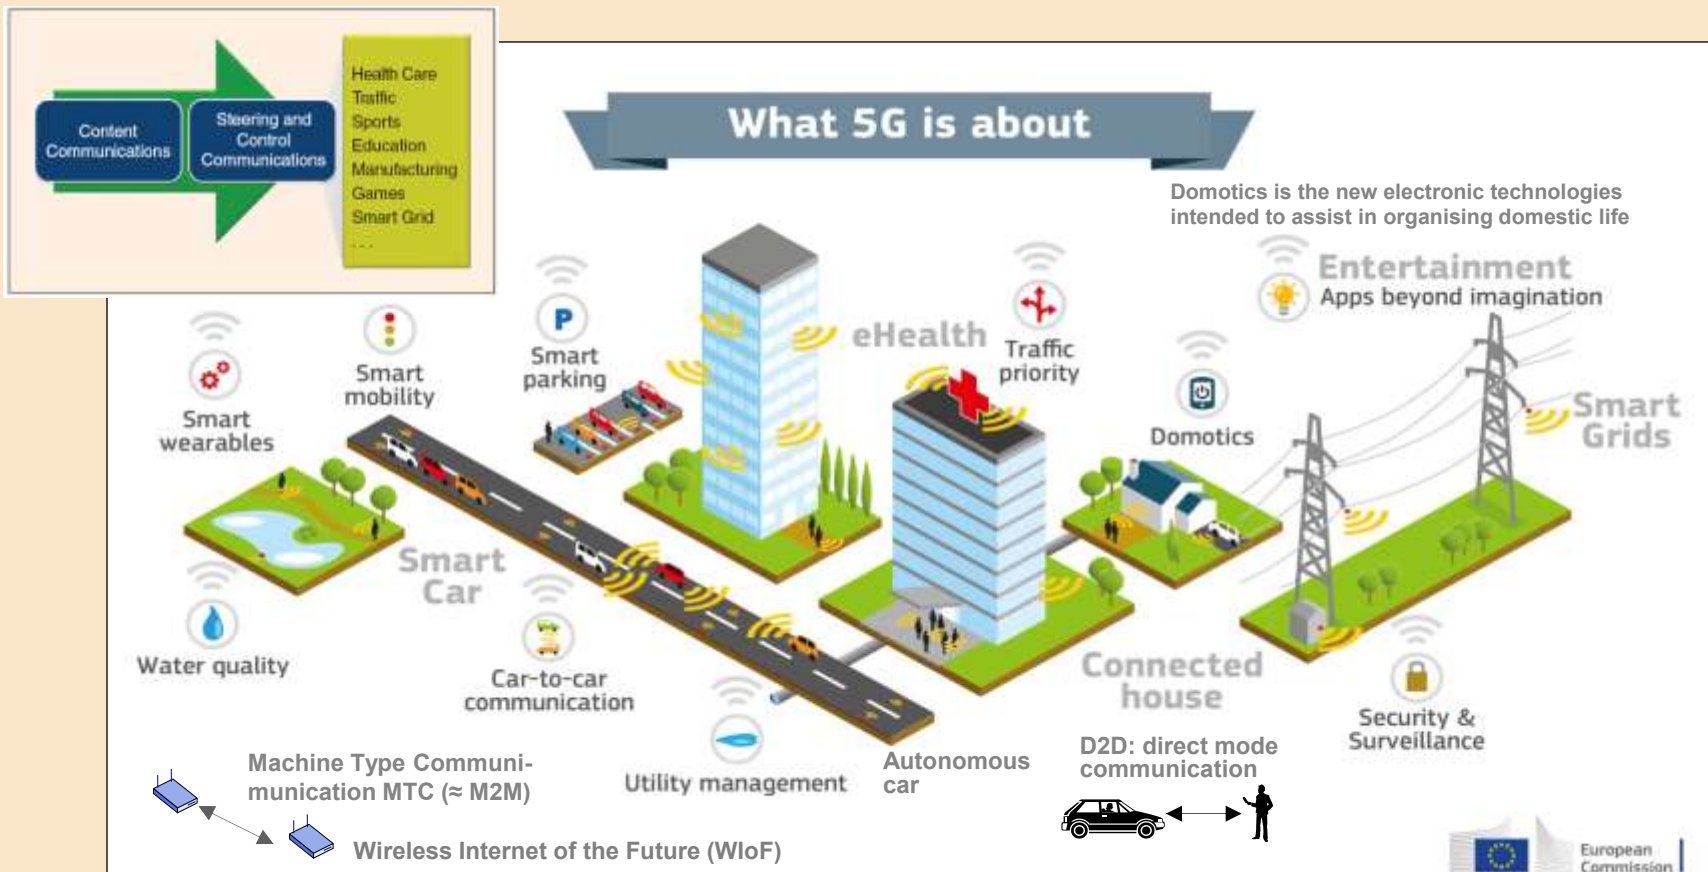 Content
Communications
Steering and
Control
Communications
Health Care
Traffic
Sports
Education
Manufacturing
Games
Smart Grid
. . .
What 5G is about
Domotics is the new electronic technologies
intended to assist in organising domestic life
Entertainment
Apps beyond imagination
Smart
wearables
Smart
mobility
P
Smart
parking
eHealth
Traffic
priority
Domotics
Smart
Grids
Smart
Car
Water quality
Car-to-car
communication
Utility management
Autonomous
car
Connected
house
Security &
Surveillance
D2D: direct mode
communication
Machine Type Communi-
munication MTC (≈ M2M)
Wireless Internet of the Future (WIoF)
European
Commission